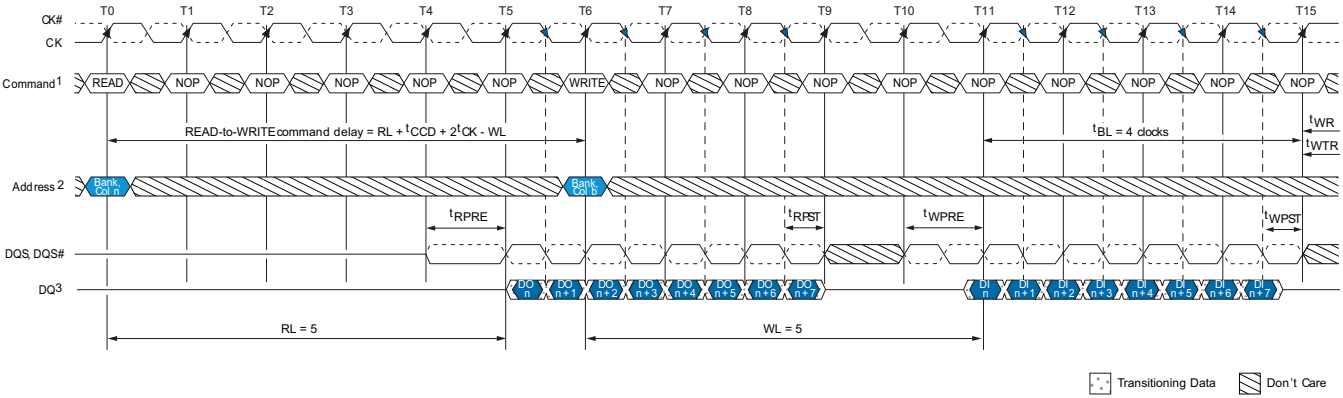 T0 T1 T2 T3 T4 T5 T6 T7 T8 T9 T10 T11 T12 T13 T14 T15
CK#
CK
Command1 READ NOP NOP NOP NOP NOP WRITE NOP NOP NOP NOP NOP NOP NOP NOP NOP
tWR
READ-to-WRITE command delay = RL + tCCD + 2tCK - WL tBL = 4 clocks
tWTR
Address2 Bank, Col n Bank, Col b
tRPRE tRPST tWPRE tWPST
DQS, DQS#
DQ3 DO n DO n+1 DO n+2 DO n+3 DO n+4 DO n+5 DO n+6 DO n+7 DI n DI n+1 DI n+2 DI n+3 DI n+4 DI n+5 DI n+6 DI n+7
RL = 5 WL = 5
Transitioning Data Don't Care